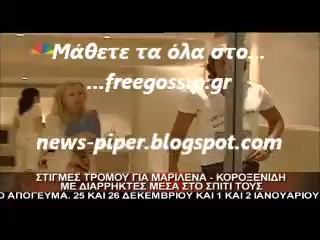 Μάθετε τα όλα στο...
...freegossip.gr
news-piper.blogspot.com
ΣΤΙΓΜΕΣ ΤΡΟΜΟΥ ΓΙΑ ΜΑΡΙΛΕΝΑ - ΚΟΡΟΞΕΝΙΔΗ
ΜΕ ΔΙΑΡΡΗΚΤΕΣ ΜΕΣΑ ΣΤΟ ΣΠΙΤΙ ΤΟΥΣ
Ο ΑΠΟΓΕΥΜΑ. 25 ΚΑΙ 26 ΔΕΚΕΜΒΡΙΟΥ ΚΑΙ 1 ΚΑΙ 2 ΙΑΝΟΥΑΡΙΟΥ